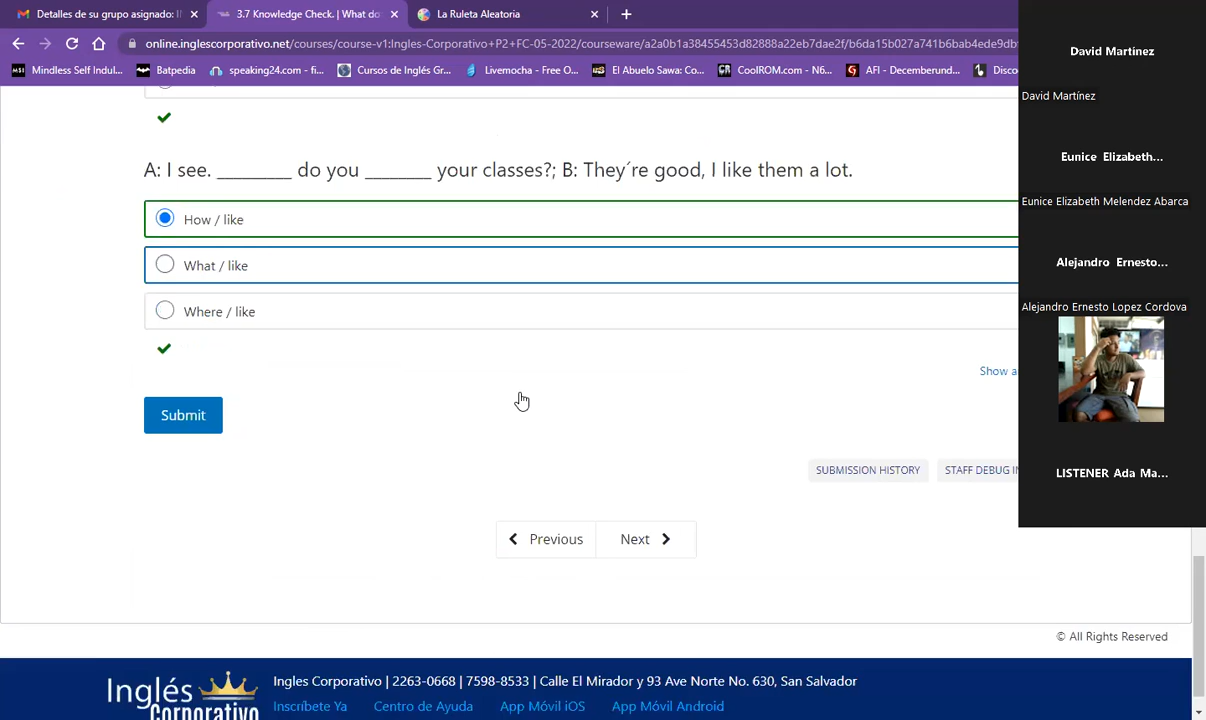 Detalles de su grupo asignado: I
3.7 Knowledge Check. | What do
La Ruleta Aleatoria
online.inglescorporativo.net/courses/course-v1:Ingles-Corporativo+P2+FC-05-2022/courseware/a2a0b1a38455453d82888a22eb7dae2f/b6da15b027a741b6bab4ede9db
Mindless Self Indul...
Batpedia
speaking24.com - fi...
Cursos de Inglés Gr...
Livemocha - Free O...
El Abuelo Sawa: Co...
CoolROM.com - N6...
AFI - Decemberund...
Disco
A: I see. _________ do you _______ your classes?; B: They´re good, I like them a lot.
How / like
What / like
Where / like
Show a
Submit
SUBMISSION HISTORY
STAFF DEBUG IN
Previous
Next
© All Rights Reserved
Inglés
Corporativo
Ingles Corporativo | 2263-0668 | 7598-8533 | Calle El Mirador y 93 Ave Norte No. 630, San Salvador
Inscríbete Ya
Centro de Ayuda
App Móvil iOS
App Móvil Android
David Martinez
David Martínez
Eunice Elizabeth...
Eunice Elizabeth Melendez Abarca
Alejandro Ernesto...
Alejandro Ernesto Lopez Cordova
LISTENER Ada Ma...